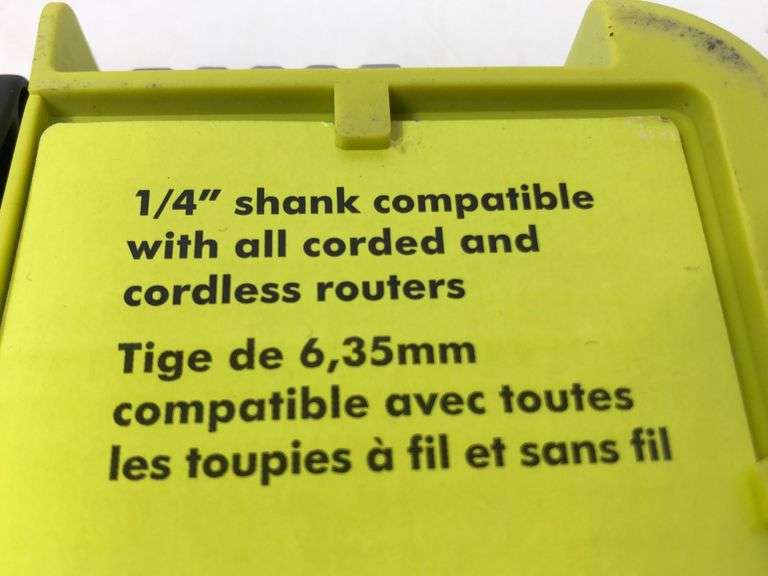 1/4” shank compatible
with all corded and
cordless routers
Tige de 6,35mm
compatible avec toutes
les toupies à fil et sans fil